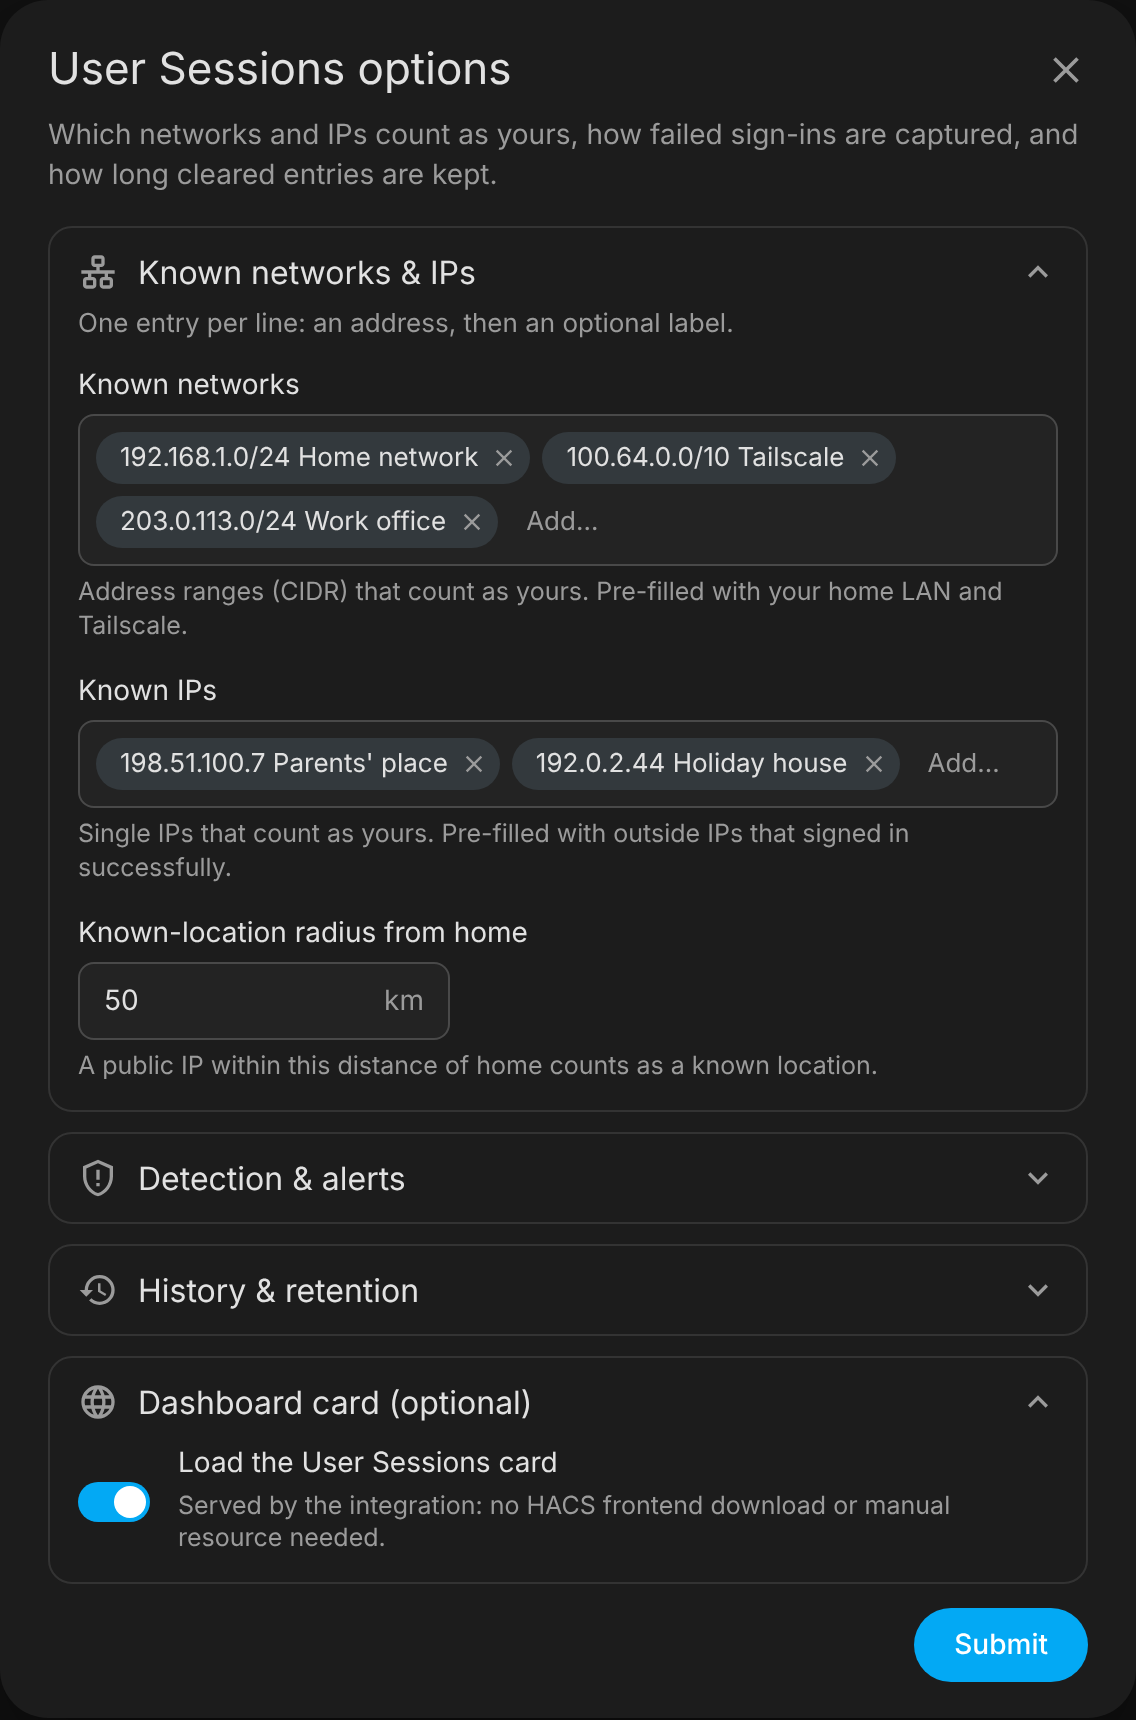 User Sessions options
Which networks and IPs count as yours, how failed sign-ins are captured, and
how long cleared entries are kept.
Known networks & IPs
One entry per line: an address, then an optional label.
Known networks
192.168.1.0/24 Home network
100.64.0.0/10 Tailscale
203.0.113.0/24 Work office
Add...
Address ranges (CIDR) that count as yours. Pre-filled with your home LAN and
Tailscale.
Known IPs
198.51.100.7 Parents' place
192.0.2.44 Holiday house
Add...
Single IPs that count as yours. Pre-filled with outside IPs that signed in
successfully.
Known-location radius from home
50 km
A public IP within this distance of home counts as a known location.
Detection & alerts
History & retention
Dashboard card (optional)
Load the User Sessions card
Served by the integration: no HACS frontend download or manual
resource needed.
Submit